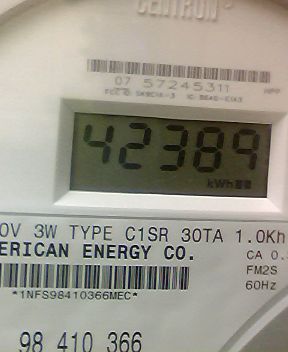 CENTRON
07 57245311
42389
kWh
0V 3W TYPE C1SR 30TA 1.0Kh
ERICAN ENERGY CO.
CA 0.
FM2S
*1NFS98410366MEC*
60Hz
98 410 366